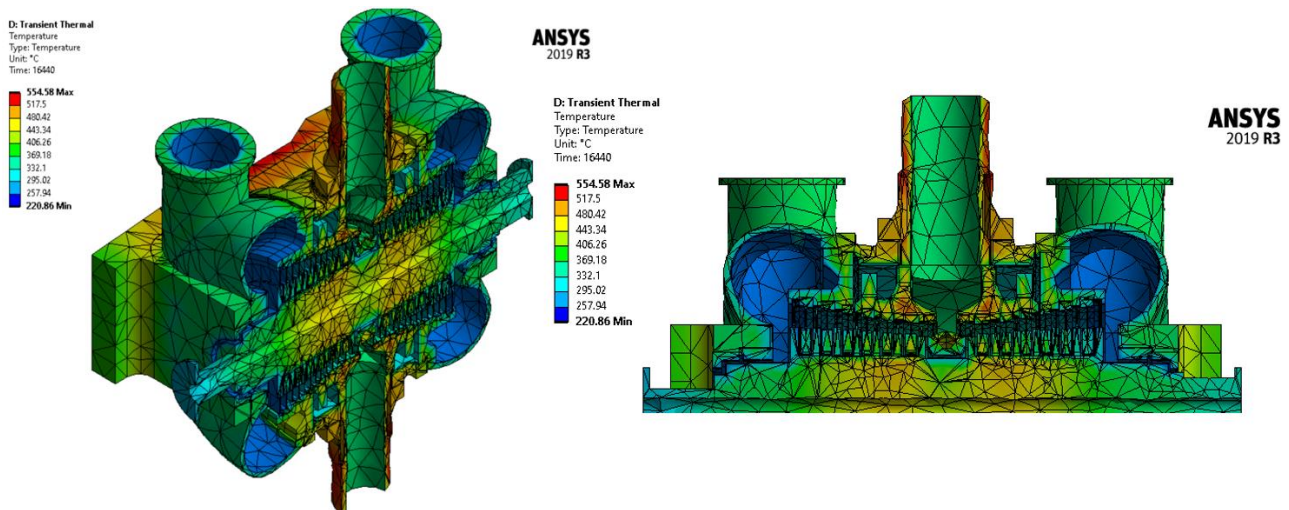 D: Transient Thermal
Temperature
Type: Temperature
Unit: °C
Time: 16440
554.58 Max
517.5
480.42
443.34
406.26
369.18
332.1
295.02
257.94
220.86 Min
ANSYS
2019 R3
D: Transient Thermal
Temperature
Type: Temperature
Unit: °C
Time: 16440
554.58 Max
517.5
480.42
443.34
406.26
369.18
332.1
295.02
257.94
220.86 Min
ANSYS
2019 R3